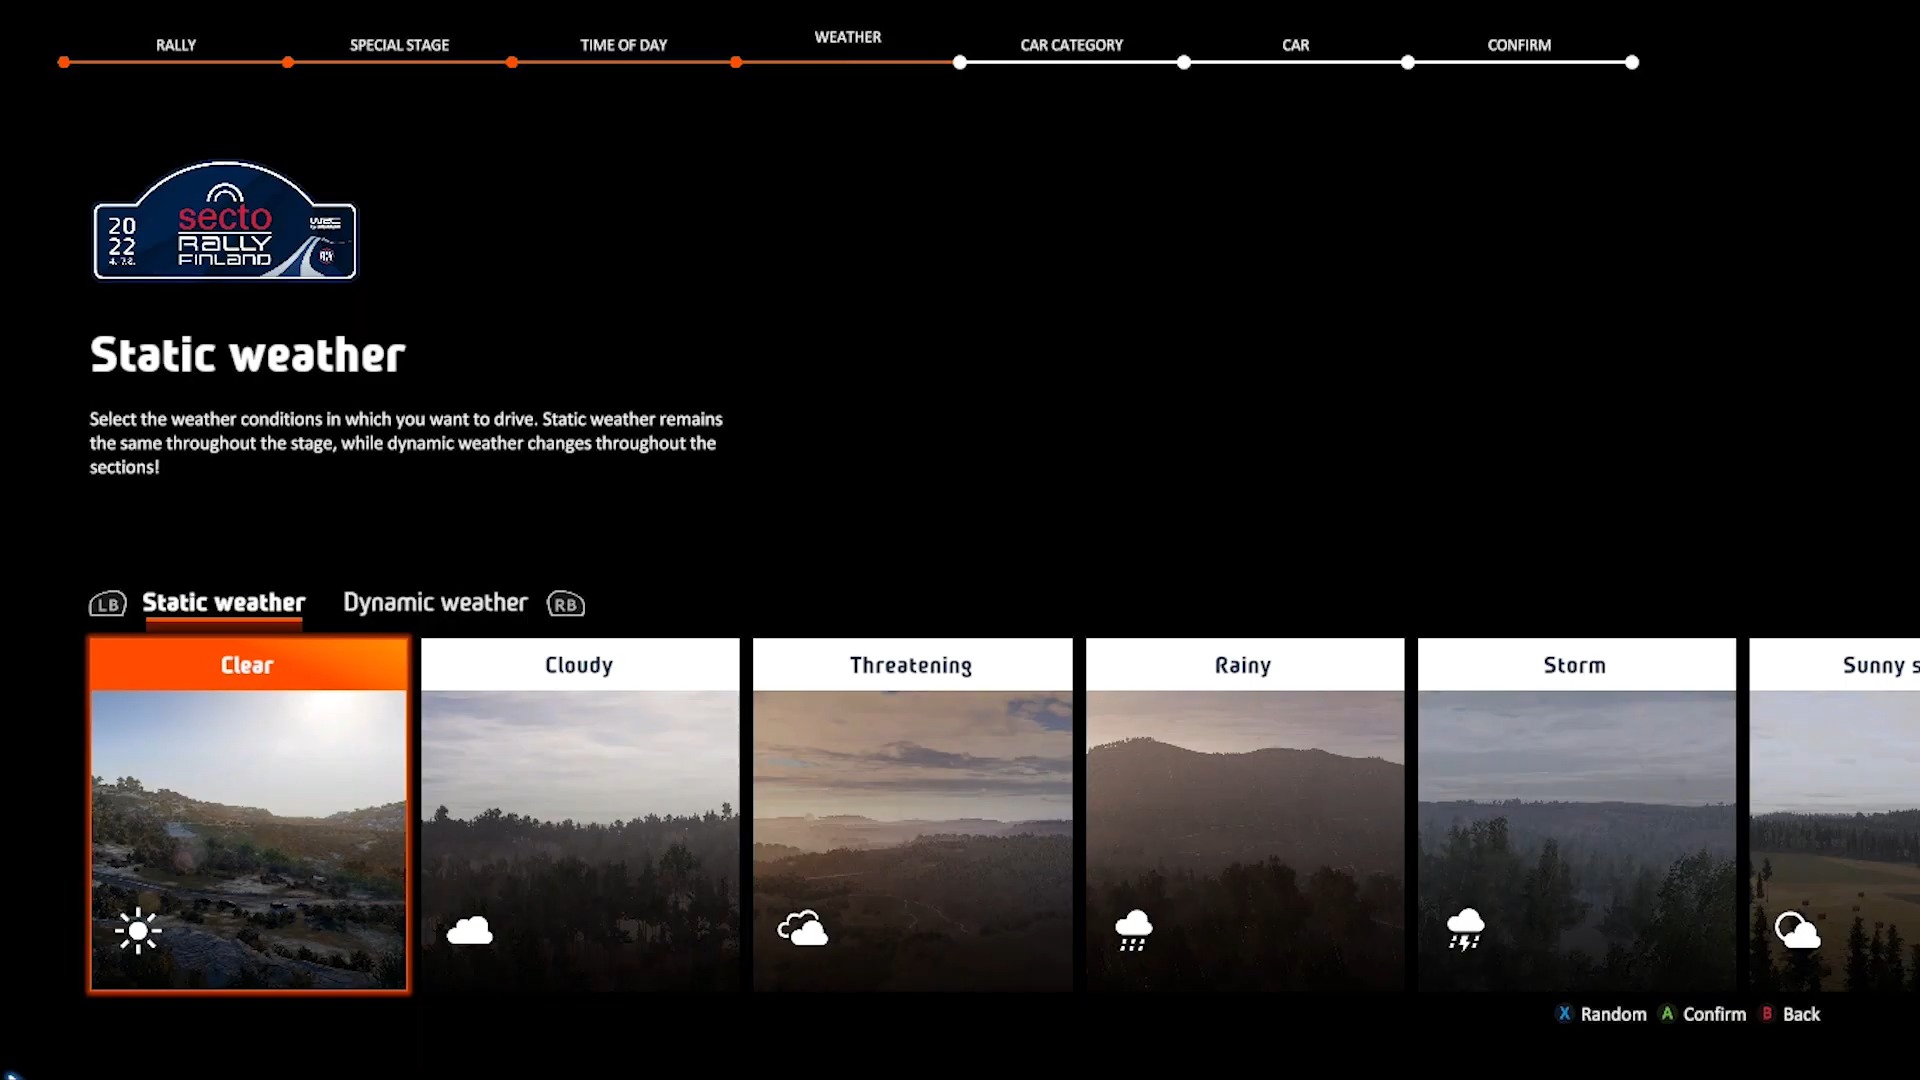 RALLY
SPECIAL STAGE
TIME OF DAY
WEATHER
CAR CATEGORY
CAR
CONFIRM
20
22
secto
RALLY
FINLAND
Static weather
Select the weather conditions in which you want to drive. Static weather remains
the same throughout the stage, while dynamic weather changes throughout the
sections!
LB Static weather Dynamic weather RB
Clear
Cloudy
Threatening
Rainy
Storm
Sunny s
X Random A Confirm B Back